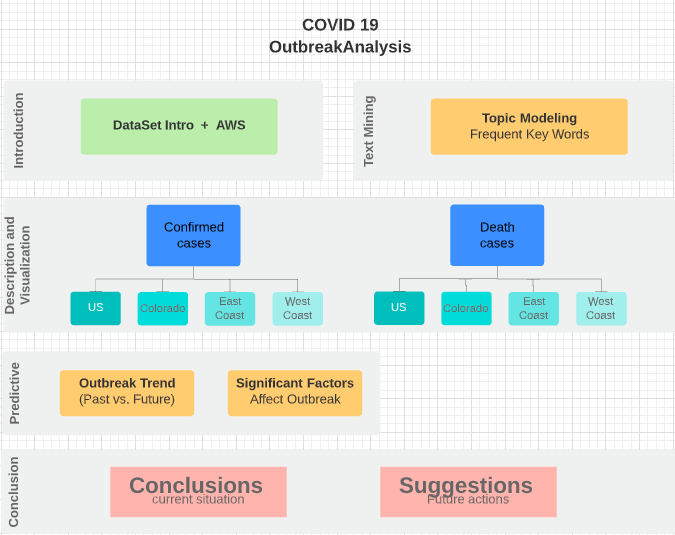 COVID 19
OutbreakAnalysis
Introduction
DataSet Intro + AWS
Text Mining
Topic Modeling
Frequent Key Words
Description and
Visualization
Confirmed
cases
US
Colorado
East
Coast
West
Coast
Death
cases
US
Colorado
East
Coast
West
Coast
Predictive
Outbreak Trend
(Past vs. Future)
Significant Factors
Affect Outbreak
Conclusion
Conclusions
current situation
Suggestions
Future actions